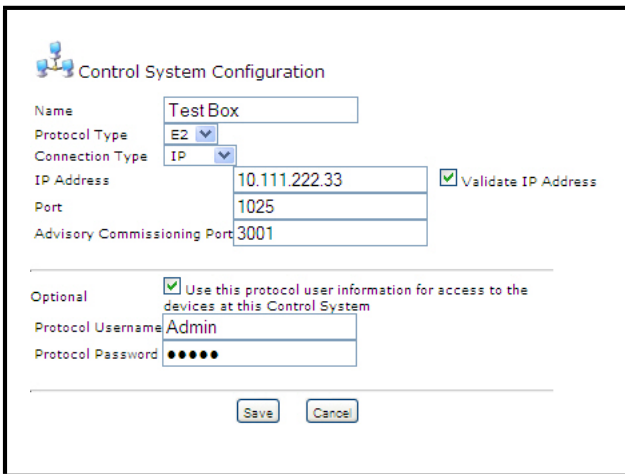 Control System Configuration
Name Test Box
Protocol Type E2
Connection Type IP
IP Address 10.111.222.33 Validate IP Address
Port 1025
Advisory Commissioning Port 3001
Optional Use this protocol user information for access to the
devices at this Control System
Protocol Username Admin
Protocol Password •••••
Save Cancel